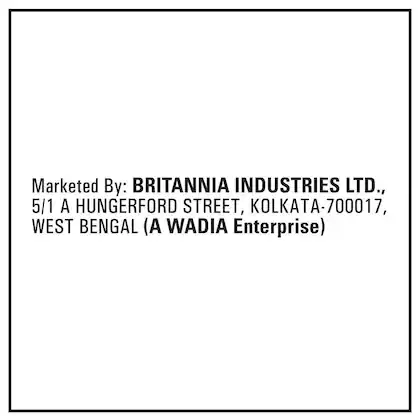 Marketed By: BRITANNIA INDUSTRIES LTD.,
5/1 A HUNGERFORD STREET, KOLKATA-700017,
WEST BENGAL (A WADIA Enterprise)